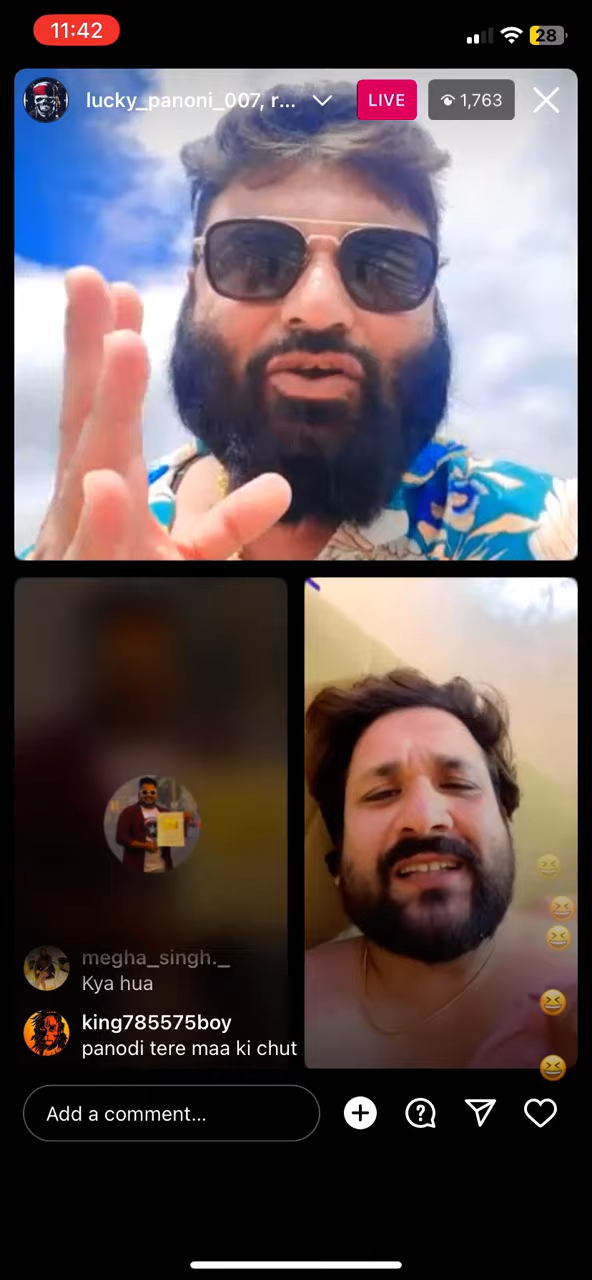 11:42
28
lucky_panoni_007, r...
LIVE
1,763
megha_singh._
Kya hua
king785575boy
panodi tere maa ki chut
Add a comment...